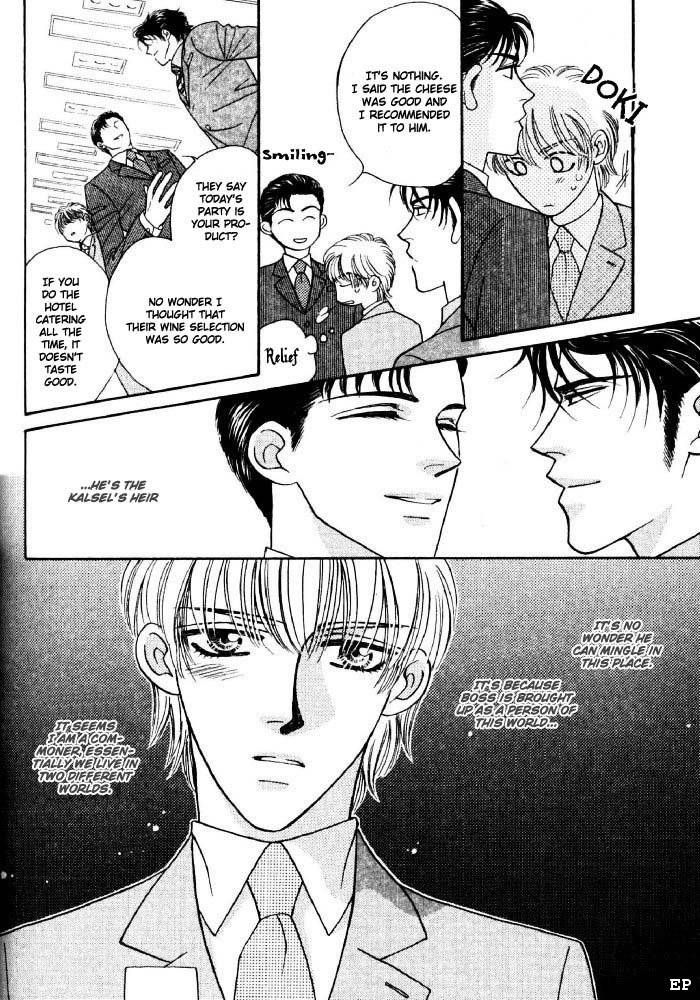 DOKI
IT'S NOTHING.
I SAID THE CHEESE
WAS GOOD AND I
RECOMMENDED
IT TO HIM.
Smiling~
Relief
THEY SAY
TODAY'S
PARTY IS
YOUR PRO-
DUCT?
NO WONDER I
THOUGHT THAT
THEIR WINE SELECTION
WAS SO GOOD.
IF YOU
DO THE
HOTEL
CATERING
ALL THE
TIME, IT
DOESN'T
TASTE
GOOD.
...HE'S THE
KALSEL'S HEIR
IT'S NO
WONDER HE
CAN MINGLE IN
THIS PLACE.
IT'S BECAUSE
BOSS IS BROUGHT
UP AS A PERSON OF
THIS WORLD...
IT SEEMS
I AM A COM-
MONER, ESSEN-
TIALLY WE LIVE IN
TWO DIFFERENT
WORLDS.
EP